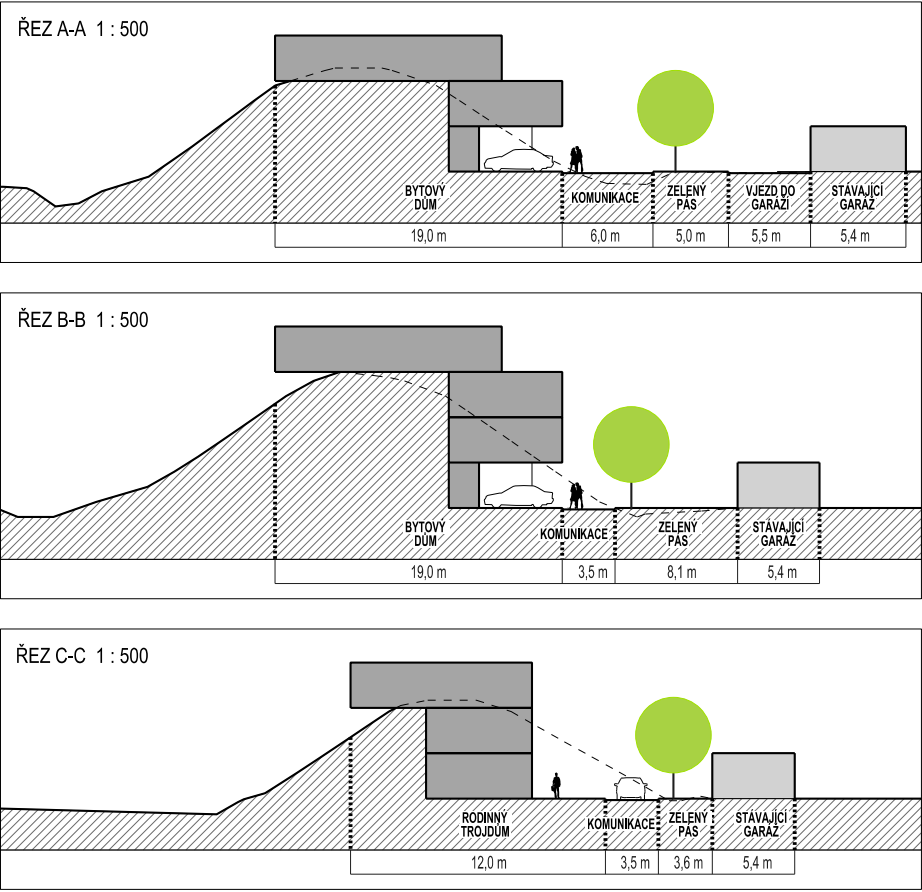 ŘEZ A-A 1 : 500
BYTOVÝ
DŮM
KOMUNIKACE
ZELENÝ
PÁS
VJEZD DO
GARÁŽÍ
STÁVAJÍCÍ
GARÁŽ
19,0 m
6,0 m
5,0 m
5,5 m
5,4 m
ŘEZ B-B 1 : 500
BYTOVÝ
DŮM
KOMUNIKACE
ZELENÝ
PÁS
STÁVAJÍCÍ
GARÁŽ
19,0 m
3,5 m
8,1 m
5,4 m
ŘEZ C-C 1 : 500
RODINNÝ
TROJDŮM
KOMUNIKACE
ZELENÝ
PÁS
STÁVAJÍCÍ
GARÁŽ
12,0 m
3,5 m
3,6 m
5,4 m